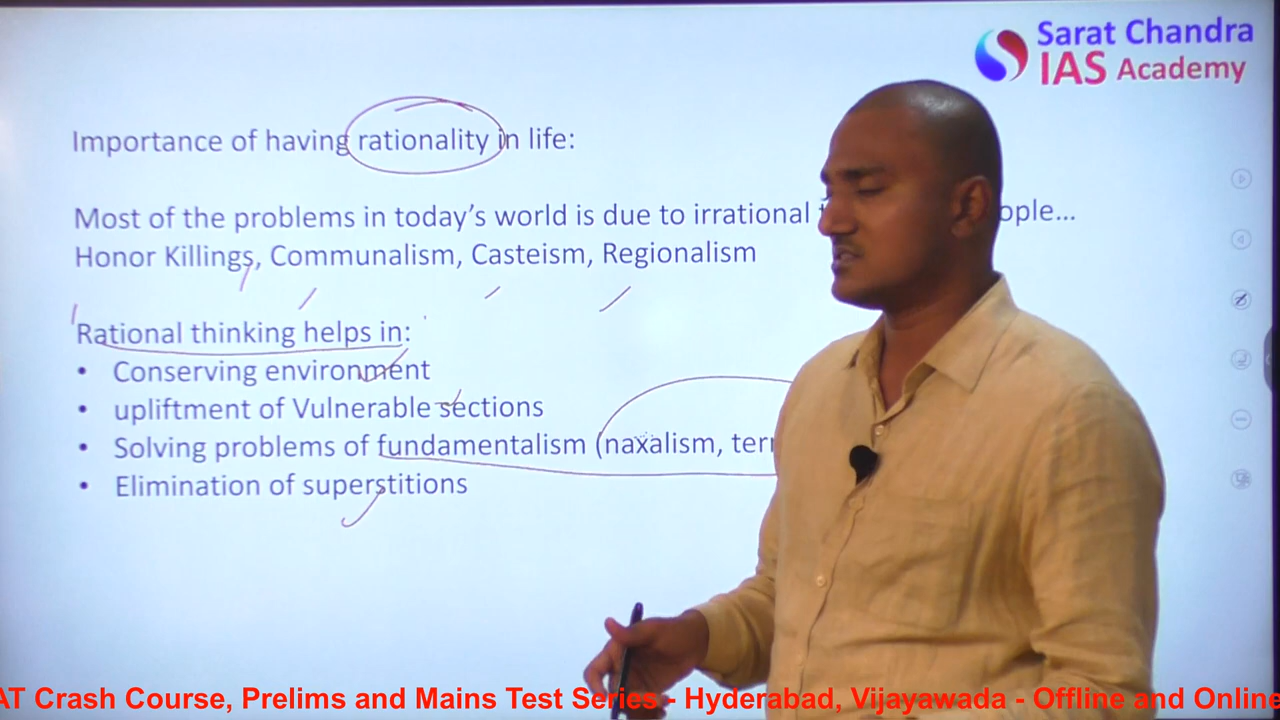 Sarat Chandra
IAS Academy
Importance of having rationality in life:
Most of the problems in today's world is due to irrational
Honor Killings, Communalism, Casteism, Regionalism
Rational thinking helps in:
• Conserving environment
• upliftment of Vulnerable sections
• Solving problems of fundamentalism (naxalism,
• Elimination of superstitions
Crash Course, Prelims and Mains Test Series - Hyderabad, Vijayawada - Offline and Online